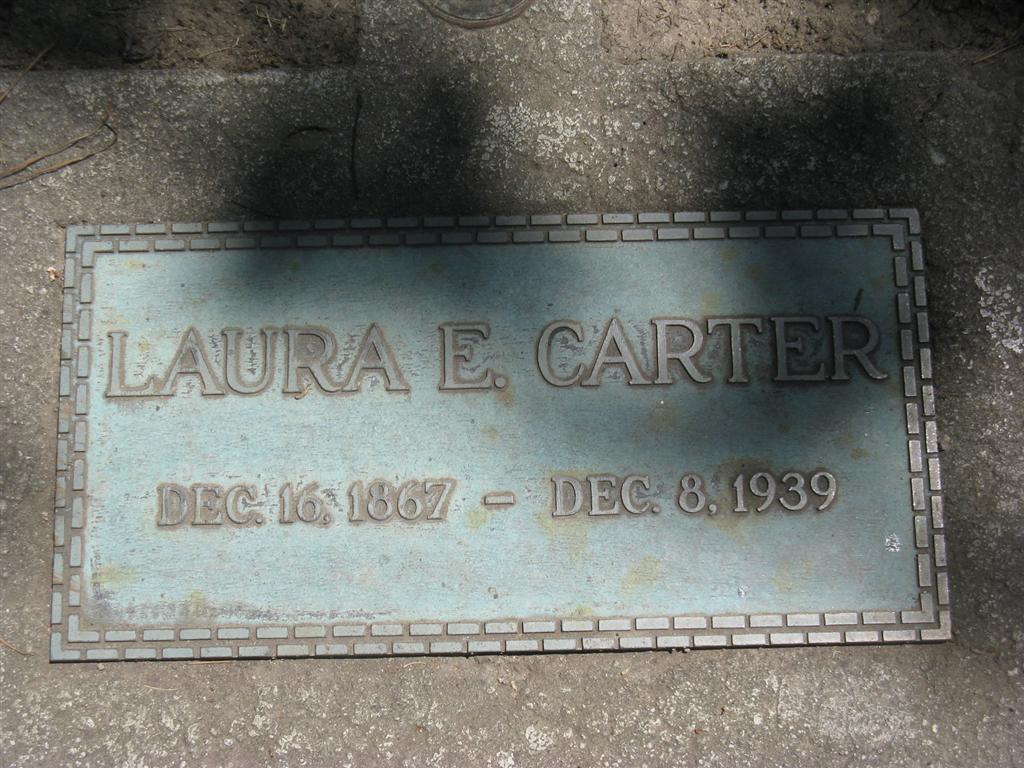 LAURA E. CARTER
DEC. 16, 1867 – DEC. 8, 1939